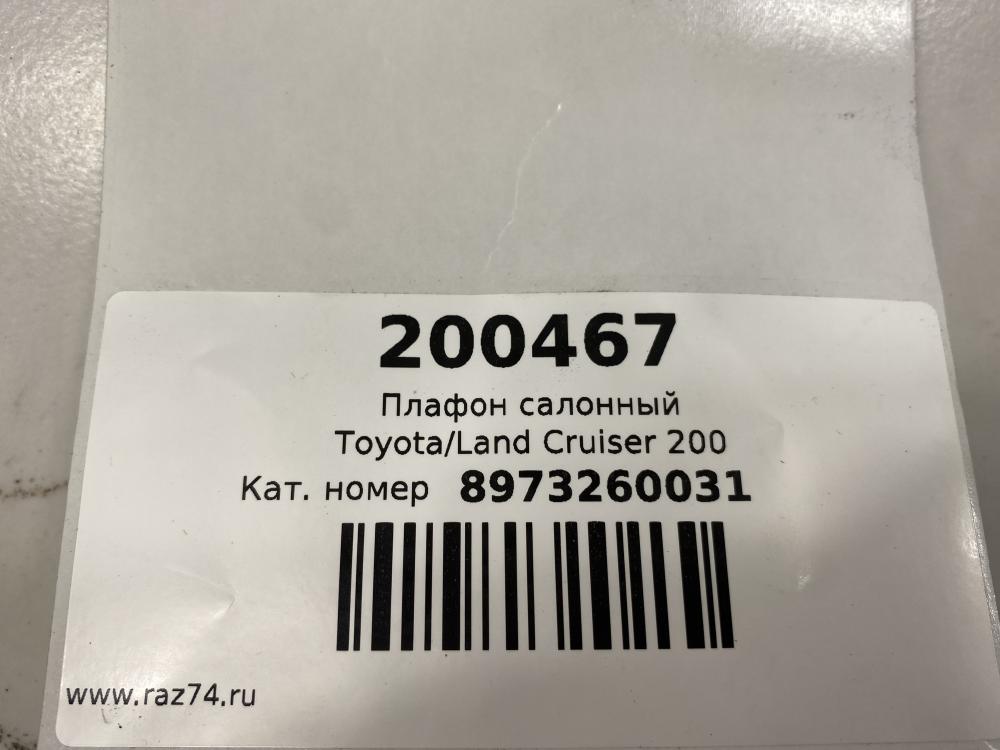 200467
Плафон салонный
Toyota/Land Cruiser 200
Кат. номер 8973260031
www.raz74.ru